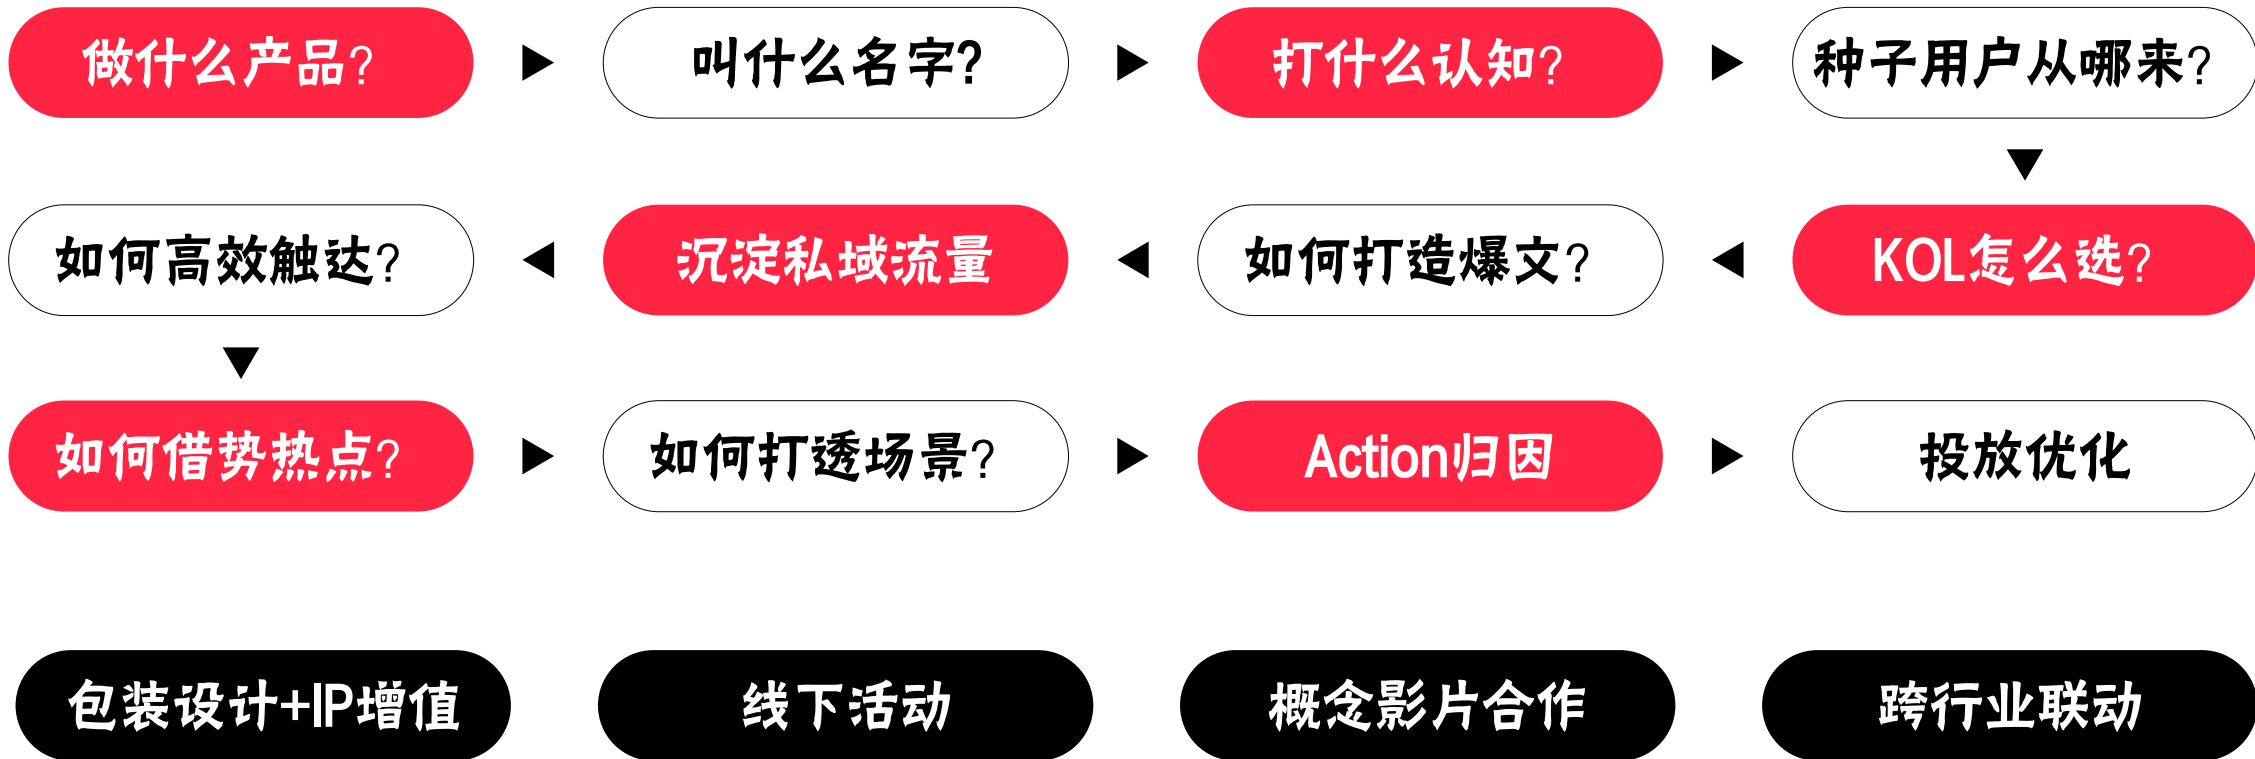 做什么产品?
叫什么名字?
打什么认知?
种子用户从哪来?
KOL怎么选?
如何打造爆文?
沉淀私域流量
如何高效触达?
如何借势热点?
如何打透场景?
Action归因
投放优化
包装设计+IP增值
线下活动
概念影片合作
跨行业联动